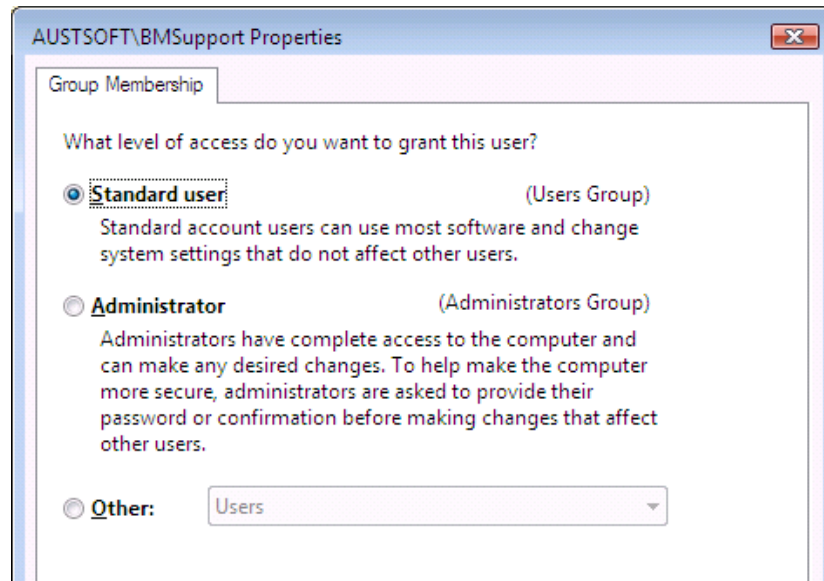 AUSTSOFT\BMSupport Properties
Group Membership
What level of access do you want to grant this user?
Standard user (Users Group)
Standard account users can use most software and change
system settings that do not affect other users.
Administrator (Administrators Group)
Administrators have complete access to the computer and
can make any desired changes. To help make the computer
more secure, administrators are asked to provide their
password or confirmation before making changes that affect
other users.
Other: Users